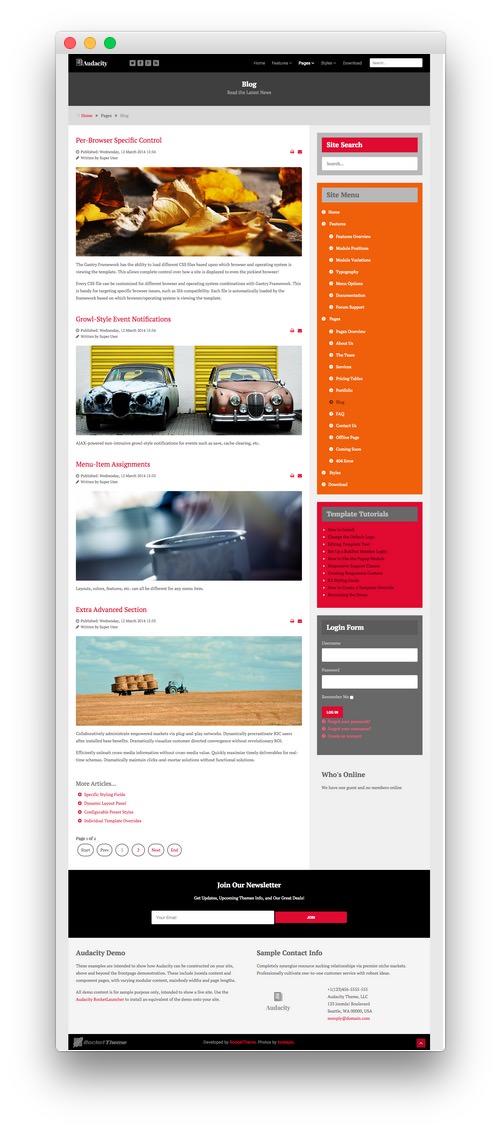 Audacity
Home Features Pages Styles Download Search...
Blog
Read the Latest News
Home Pages Blog
Per-Browser Specific Control
Published: Wednesday, 12 March 2014 13:56
Written by Super User
The Gantry Framework has the ability to load different CSS files based upon which browser and operating system is
viewing the template. This allows complete control over how a site is displayed to even the pickiest browser!
Every CSS file can be customized for different browser and operating system combinations with Gantry Framework. This
is handy for targeting specific browser issues, such as IE6 compatibility. Each file is automatically loaded by the
framework based on which browser/operating system is viewing the template.
Growl-Style Event Notifications
Published: Wednesday, 12 March 2014 13:56
Written by Super User
AJAX-powered non-intrusive growl-style notifications for events such as save, cache clearing, etc.
Menu-Item Assignments
Published: Wednesday, 12 March 2014 13:55
Written by Super User
Layouts, colors, features, etc. can all be different for any menu item.
Extra Advanced Section
Published: Wednesday, 12 March 2014 13:55
Written by Super User
Collaboratively administrate empowered markets via plug-and-play networks. Dynamically procrastinate B2C users
after installed base benefits. Dramatically visualize customer directed convergence without revolutionary ROI.
Efficiently unleash cross-media information without cross-media value. Quickly maximize timely deliverables for real-
time schemas. Dramatically maintain clicks-and-mortar solutions without functional solutions.
More Articles...
Specific Styling Fields
Dynamic Layout Panel
Configurable Preset Styles
Individual Template Overrides
Page 1 of 2
Start Prev 1 2 Next End
Site Search
Search...
Site Menu
Home
Features
Features Overview
Module Positions
Module Variations
Typography
Menu Options
Documentation
Forum Support
Pages
Pages Overview
About Us
The Team
Services
Pricing Tables
Portfolio
Blog
FAQ
Contact Us
Offline Page
Coming Soon
404 Error
Styles
Download
Template Tutorials
Change the Default Logo
Login Form
Username
Password
Remember Me
LOG IN
Forgot your password?
Forgot your username?
Create an account
Who's Online
We have one guest and no members online
Join Our Newsletter
Get Updates, Upcoming Themes Info, and Our Great Deals!
Your Email JOIN
Audacity Demo
These examples are intended to show how Audacity can be constructed on your site,
above and beyond the frontpage demonstration. These include Joomla content and
component pages, with varying modular content, mainbody widths and page lengths.
All demo content is for sample purpose only, intended to show a live site. Use the
Audacity RocketLauncher to install an equivalent of the demo onto your site.
Sample Contact Info
Completely synergize resource sucking relationships via premier niche markets.
Professionally cultivate one-to-one customer service with robust ideas.
Audacity
Audacity Theme, LLC
123 Joomla! Boulevard
Seattle, WA 00000, USA
noreply@domain.com
RocketTheme
Developed by RocketTheme. Photos by